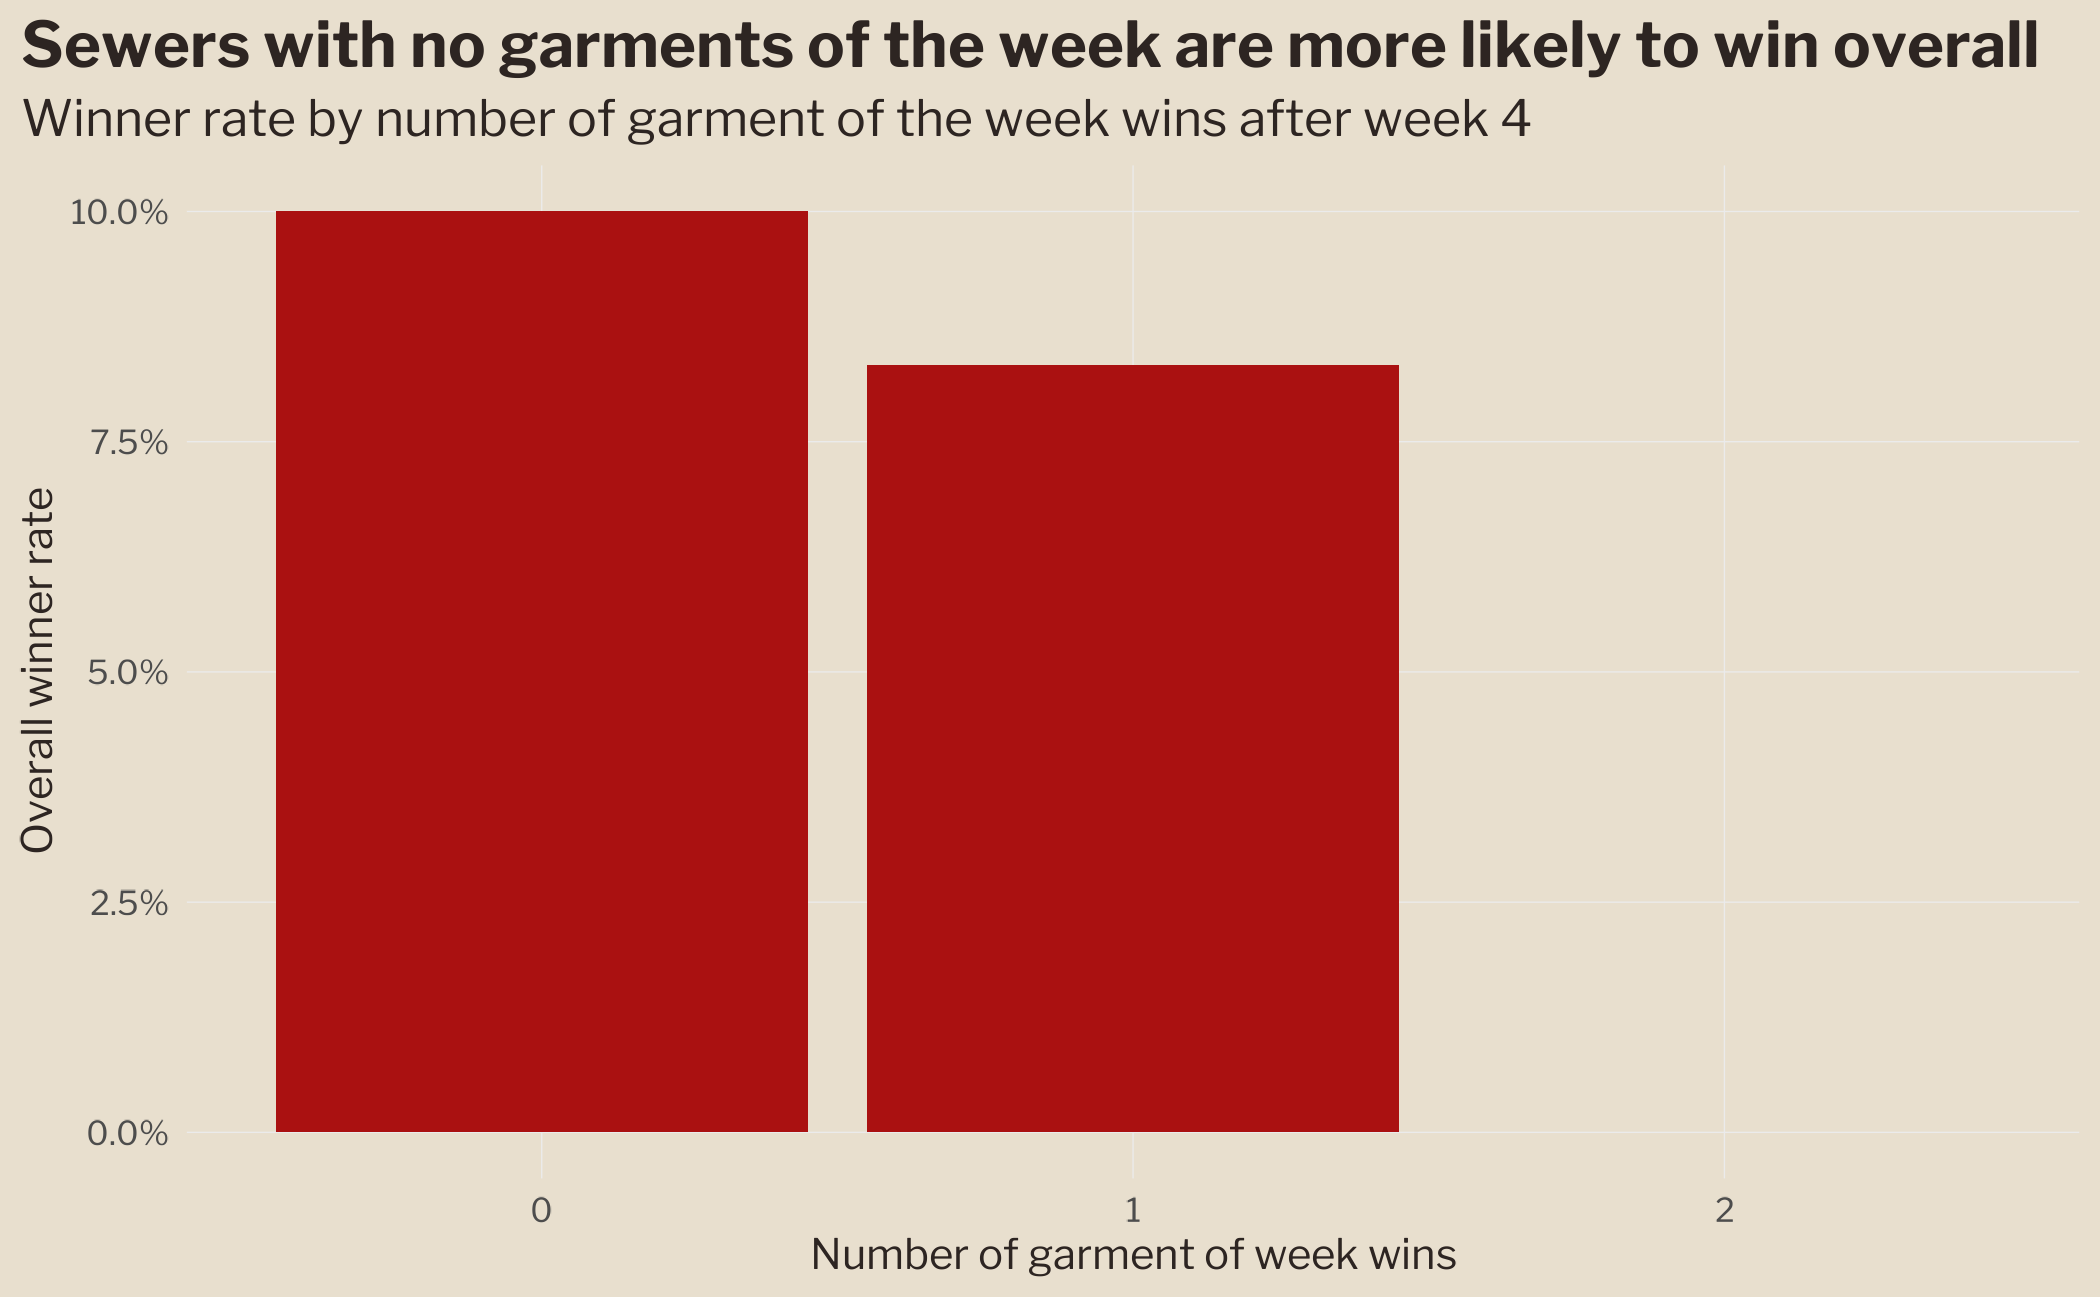 Sewers with no garments of the week are more likely to win overall
Winner rate by number of garment of the week wins after week 4
10.0%
7.5%
5.0%
2.5%
0.0%
Overall winner rate
0
1
2
Number of garment of week wins